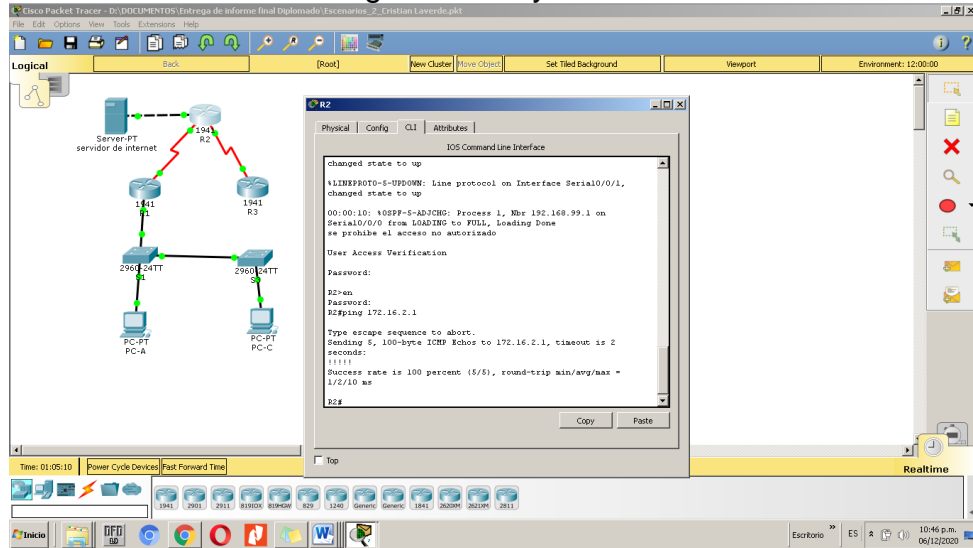 Cisco Packet Tracer - D:\DOCUMENTOS\Entrega de informe final Diplomado\Escenarios_2_Cristian Laverde.pkt
File Edit Options View Tools Extensions Help
Logical
Back
[Root]
New Cluster
Move Object
Set Tiled Background
Viewport
Environment: 12:00:00
Server-PT
servidor de internet
1941
R2
1941
R1
1941
R3
2960-24TT
S1
2960-24TT
PC-PT
PC-A
PC-PT
PC-C
R2
Physical
Config
CLI
Attributes
IOS Command Line Interface
changed state to up
%LINEPROTO-5-UPDOWN: Line protocol on Interface Serial0/0/1,
changed state to up
00:00:10: %OSPF-5-ADJCHG: Process 1, Nbr 192.168.99.1 on
Serial0/0/0 from LOADING to FULL, Loading Done
se prohibe el acceso no autorizado
User Access Verification
Password:
R2>en
Password:
R2#ping 172.16.2.1
Type escape sequence to abort.
Sending 5, 100-byte ICMP Echos to 172.16.2.1, timeout is 2
seconds:
!!!!!
Success rate is 100 percent (5/5), round-trip min/avg/max =
1/2/10 ms
R2#
Copy
Paste
Top
Time: 01:05:10
Power Cycle Devices
Fast Forward Time
Realtime
1941
2901
2911
819IOX
819HGW
829
1240
Generic
Generic
1841
2620XM
2621XM
2811
Inicio
Escritorio
ES
10:46 p.m.
06/12/2020